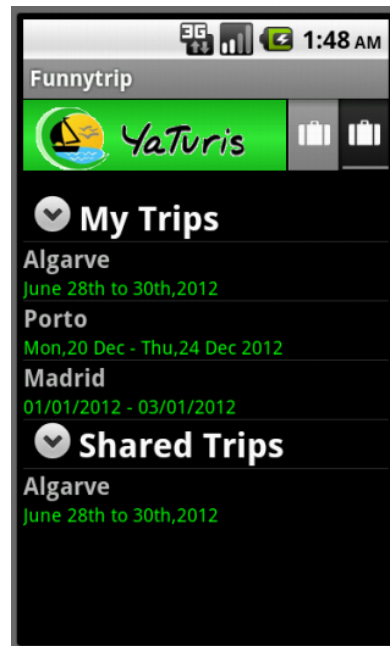 3G 1:48 AM
Funnytrip
YaTuris
My Trips
Algarve
June 28th to 30th,2012
Porto
Mon,20 Dec - Thu,24 Dec 2012
Madrid
01/01/2012 - 03/01/2012
Shared Trips
Algarve
June 28th to 30th,2012